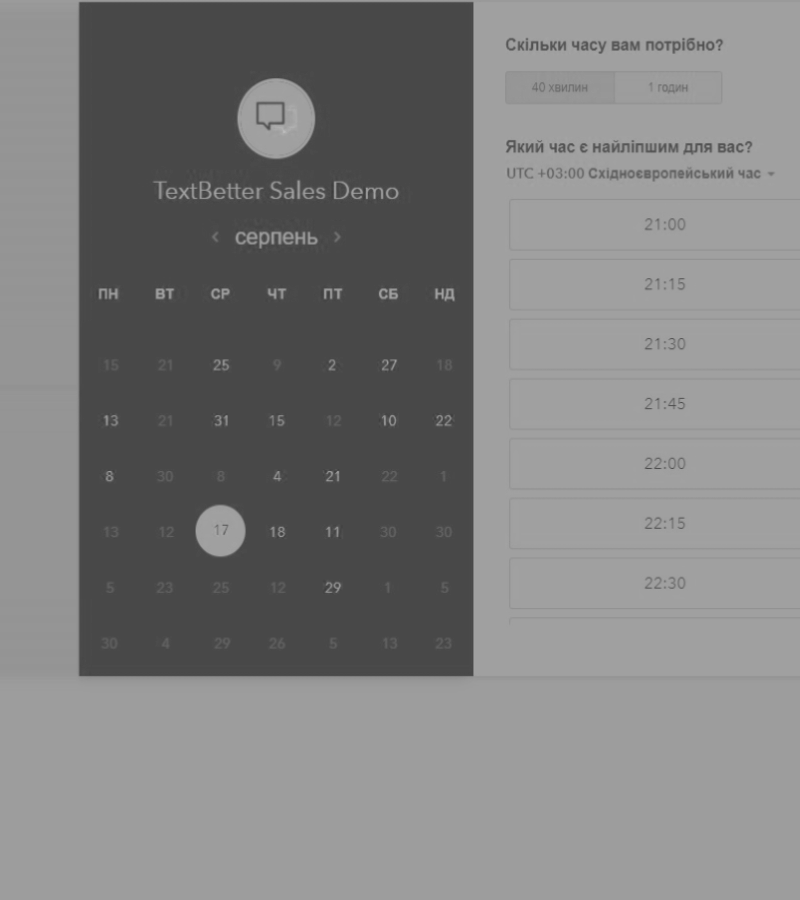 TextBetter Sales Demo
< серпень >
ПН ВТ СР ЧТ ПТ СБ НД
15 21 25 9 2 27 18
13 21 31 15 12 10 22
8 30 8 4 21 22 1
13 12 17 18 11 30 30
5 23 25 12 29 1 5
30 4 29 26 5 13 23
Скільки часу вам потрібно?
40 хвилин 1 годин
Який час є найліпшим для вас?
UTC +03:00 Східноєвропейський час
21:00
21:15
21:30
21:45
22:00
22:15
22:30